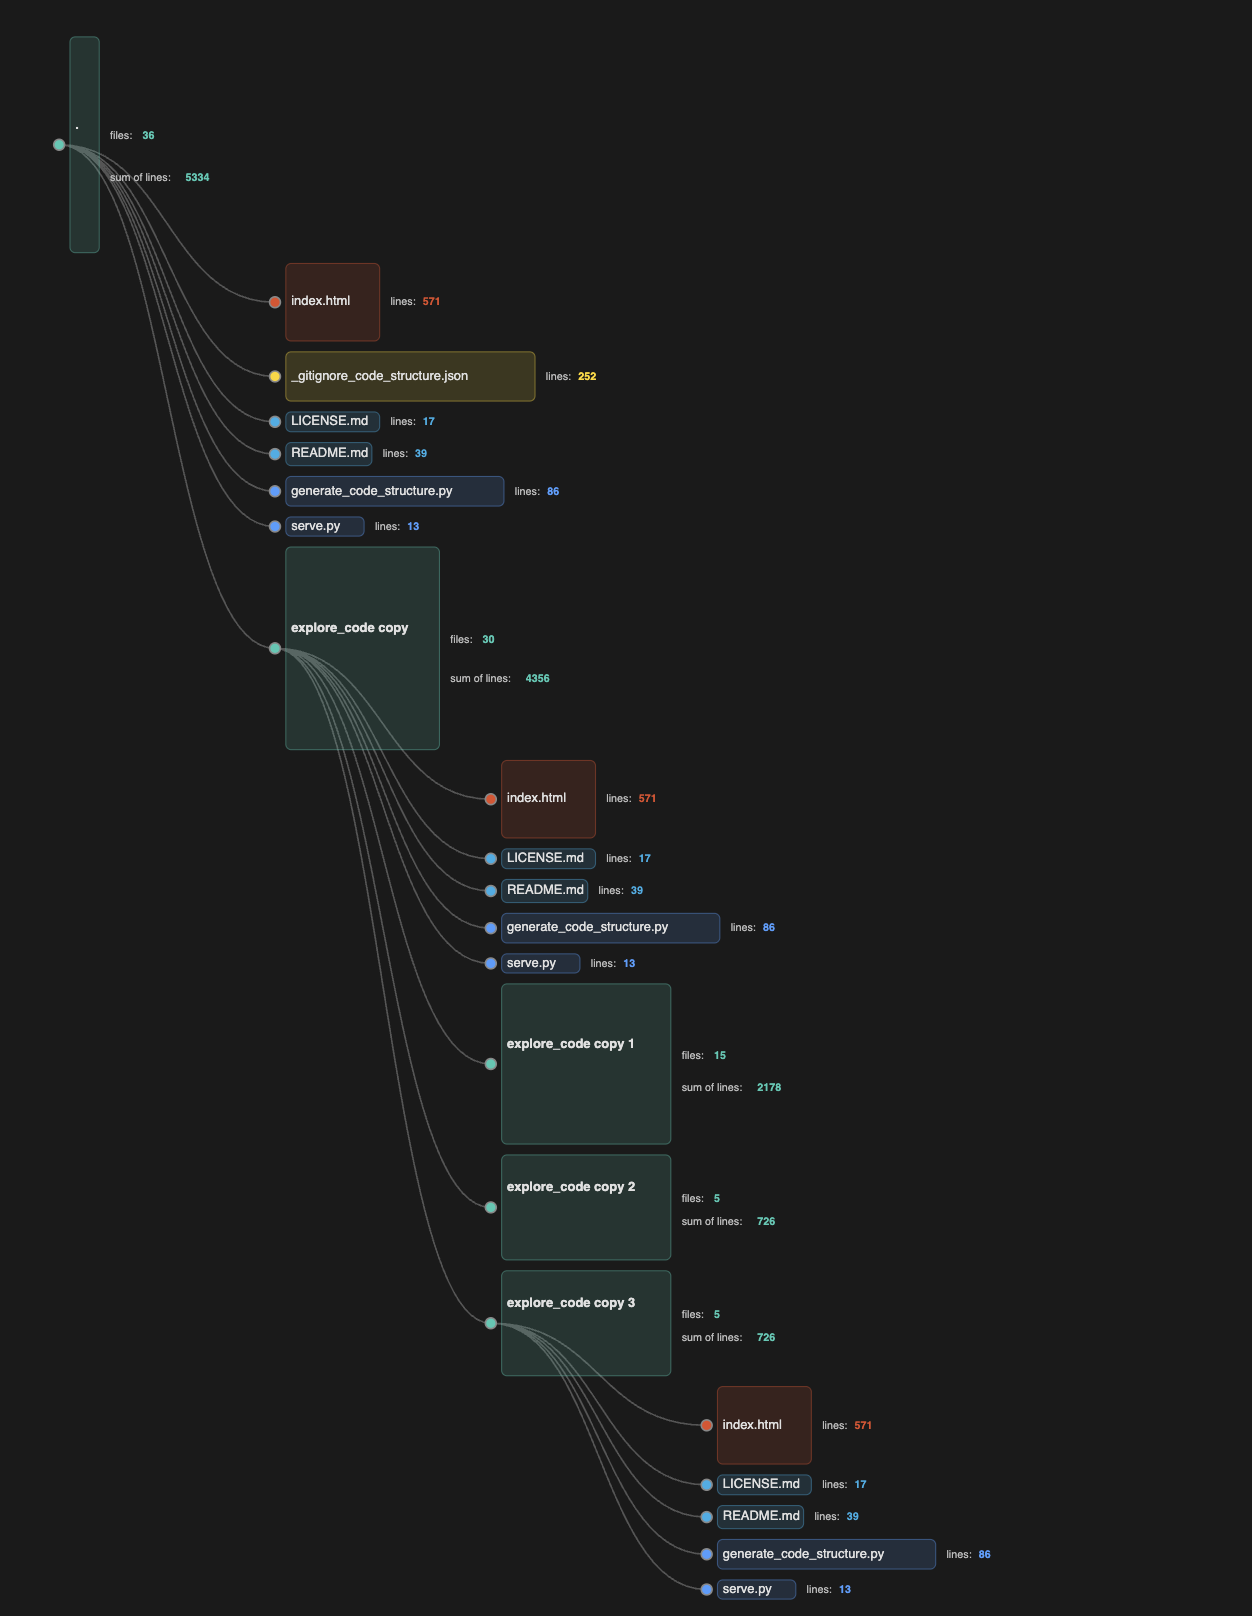 .
files: 36
sum of lines: 5334
index.html lines: 571
_gitignore_code_structure.json lines: 252
LICENSE.md lines: 17
README.md lines: 39
generate_code_structure.py lines: 86
serve.py lines: 13
explore_code copy
files: 30
sum of lines: 4356
index.html lines: 571
LICENSE.md lines: 17
README.md lines: 39
generate_code_structure.py lines: 86
serve.py lines: 13
explore_code copy 1
files: 15
sum of lines: 2178
explore_code copy 2
files: 5
sum of lines: 726
explore_code copy 3
files: 5
sum of lines: 726
index.html lines: 571
LICENSE.md lines: 17
README.md lines: 39
generate_code_structure.py lines: 86
serve.py lines: 13